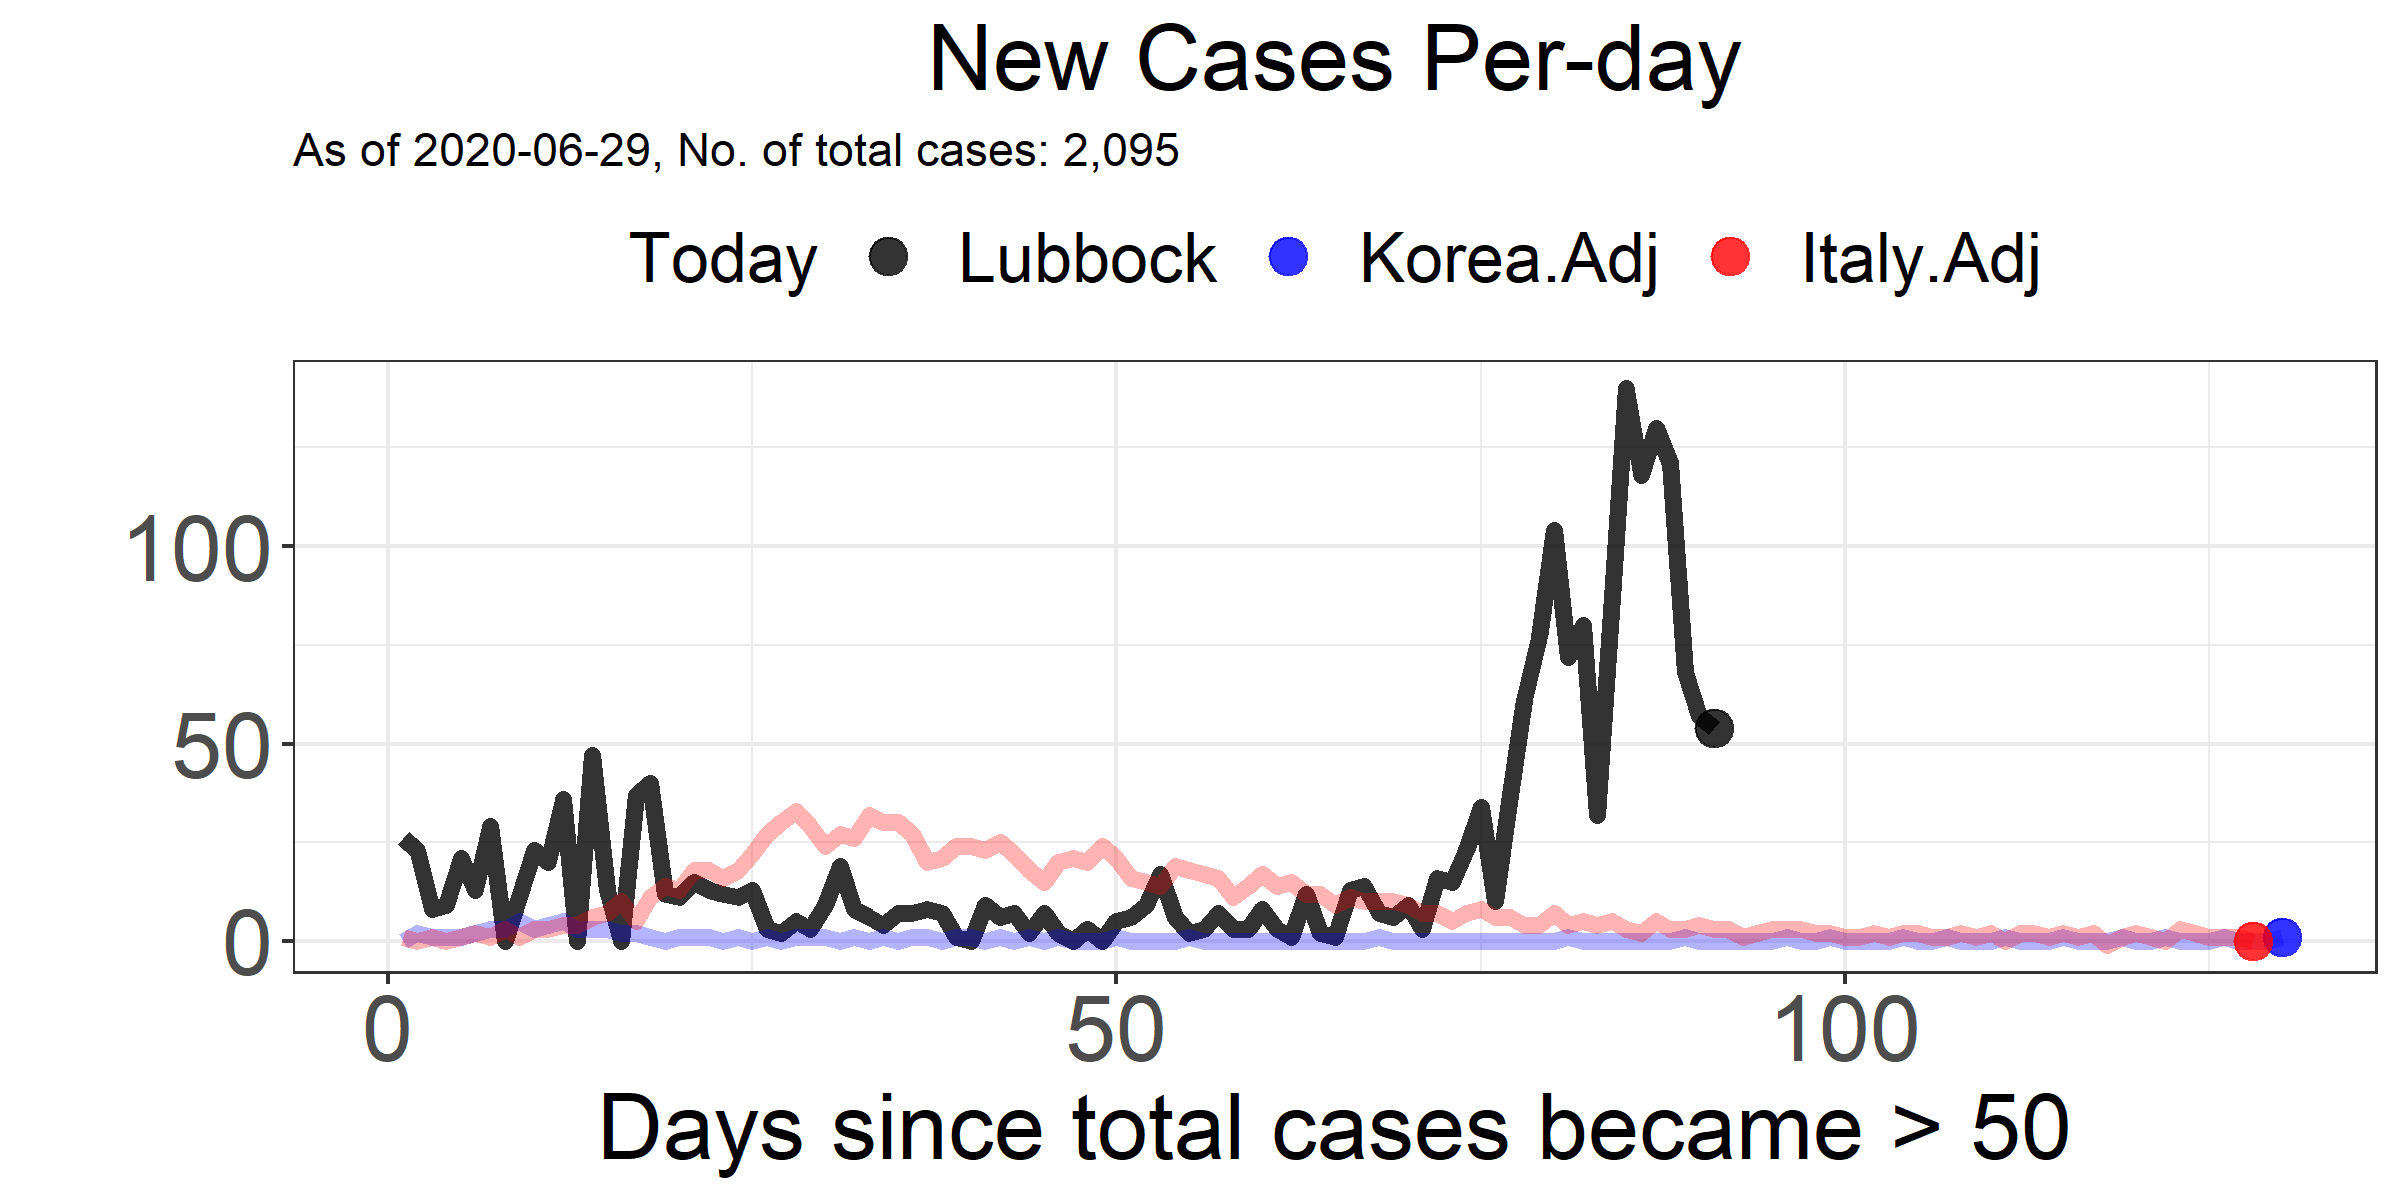 New Cases Per-day
As of 2020-06-29, No. of total cases: 2,095
Today Lubbock Korea.Adj Italy.Adj
100
50
0
0 50 100
Days since total cases became > 50